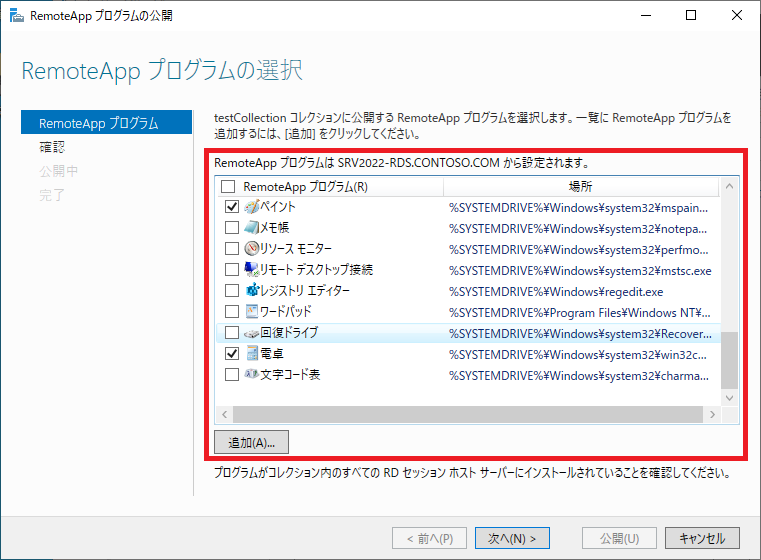 RemoteApp プログラムの公開
RemoteApp プログラムの選択
RemoteApp プログラム
確認
公開中
完了
testCollection コレクションに公開する RemoteApp プログラムを選択します。一覧に RemoteApp プログラムを
追加するには、[追加] をクリックしてください。
RemoteApp プログラムは SRV2022-RDS.CONTOSO.COM から設定されます。
RemoteApp プログラム(R) 場所
ペイント %SYSTEMDRIVE%¥Windows¥system32¥mspain...
メモ帳 %SYSTEMDRIVE%¥Windows¥system32¥notepa...
リソース モニター %SYSTEMDRIVE%¥Windows¥system32¥perfmo...
リモート デスクトップ接続 %SYSTEMDRIVE%¥Windows¥system32¥mstsc.exe
レジストリ エディター %SYSTEMDRIVE%¥Windows¥regedit.exe
ワードパッド %SYSTEMDRIVE%¥Program Files¥Windows NT¥...
回復ドライブ %SYSTEMDRIVE%¥Windows¥system32¥Recover...
電卓 %SYSTEMDRIVE%¥Windows¥system32¥win32c...
文字コード表 %SYSTEMDRIVE%¥Windows¥system32¥charma...
追加(A)...
プログラムがコレクション内のすべての RD セッション ホスト サーバーにインストールされていることを確認してください。
< 前へ(P) 次へ(N) > 公開(U) キャンセル